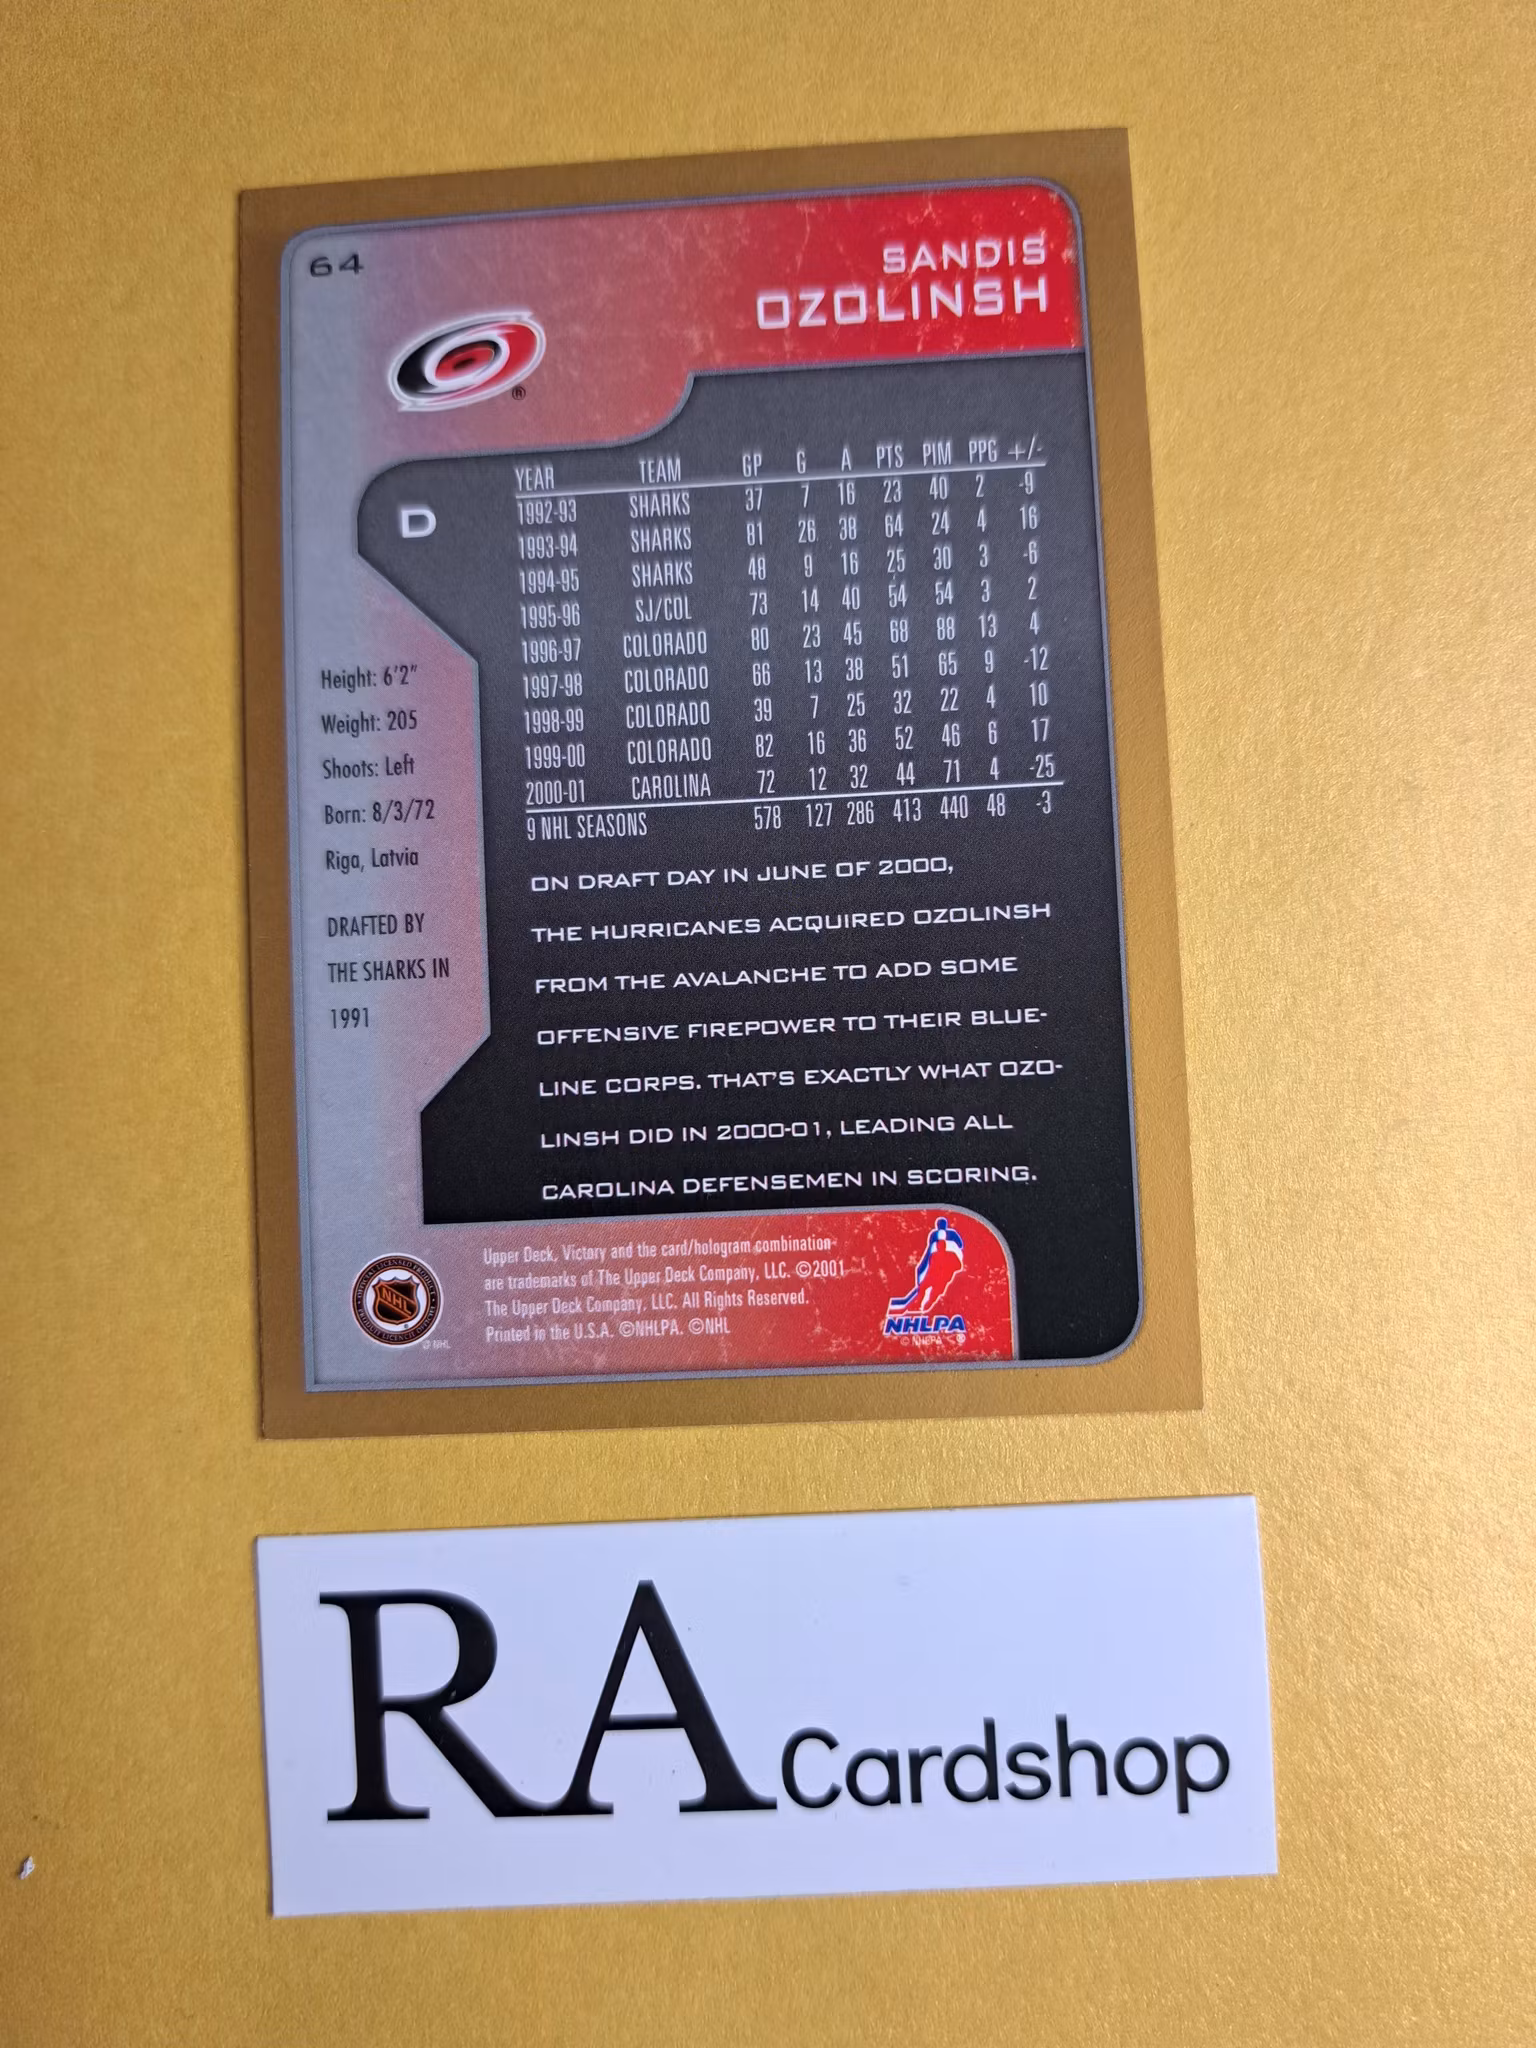 64
SANDIS
OZOLINSH
®
D
YEAR TEAM GP G A PTS PIM PPG +/-
1992-93 SHARKS 37 7 16 23 40 2 -9
1993-94 SHARKS 81 26 38 64 24 4 16
1994-95 SHARKS 48 9 16 25 30 3 -6
1995-96 SJ/COL 73 14 40 54 54 3 2
1996-97 COLORADO 80 23 45 68 88 13 4
1997-98 COLORADO 66 13 38 51 65 9 -12
1998-99 COLORADO 39 7 25 32 22 4 10
1999-00 COLORADO 82 16 36 52 46 6 17
2000-01 CAROLINA 72 12 32 44 71 4 -25
9 NHL SEASONS 578 127 286 413 440 48 -3
Height: 6'2"
Weight: 205
Shoots: Left
Born: 8/3/72
Riga, Latvia
DRAFTED BY
THE SHARKS IN
1991
ON DRAFT DAY IN JUNE OF 2000,
THE HURRICANES ACQUIRED OZOLINSH
FROM THE AVALANCHE TO ADD SOME
OFFENSIVE FIREPOWER TO THEIR BLUE-
LINE CORPS. THAT'S EXACTLY WHAT OZO-
LINSH DID IN 2000-01, LEADING ALL
CAROLINA DEFENSEMEN IN SCORING.
Upper Deck, Victory and the card/hologram combination
are trademarks of The Upper Deck Company, LLC. ©2001
The Upper Deck Company, LLC. All Rights Reserved.
Printed in the U.S.A. ©NHLPA. ©NHL
NHL
© NHL
NHLPA
© NHLPA ®
RA Cardshop